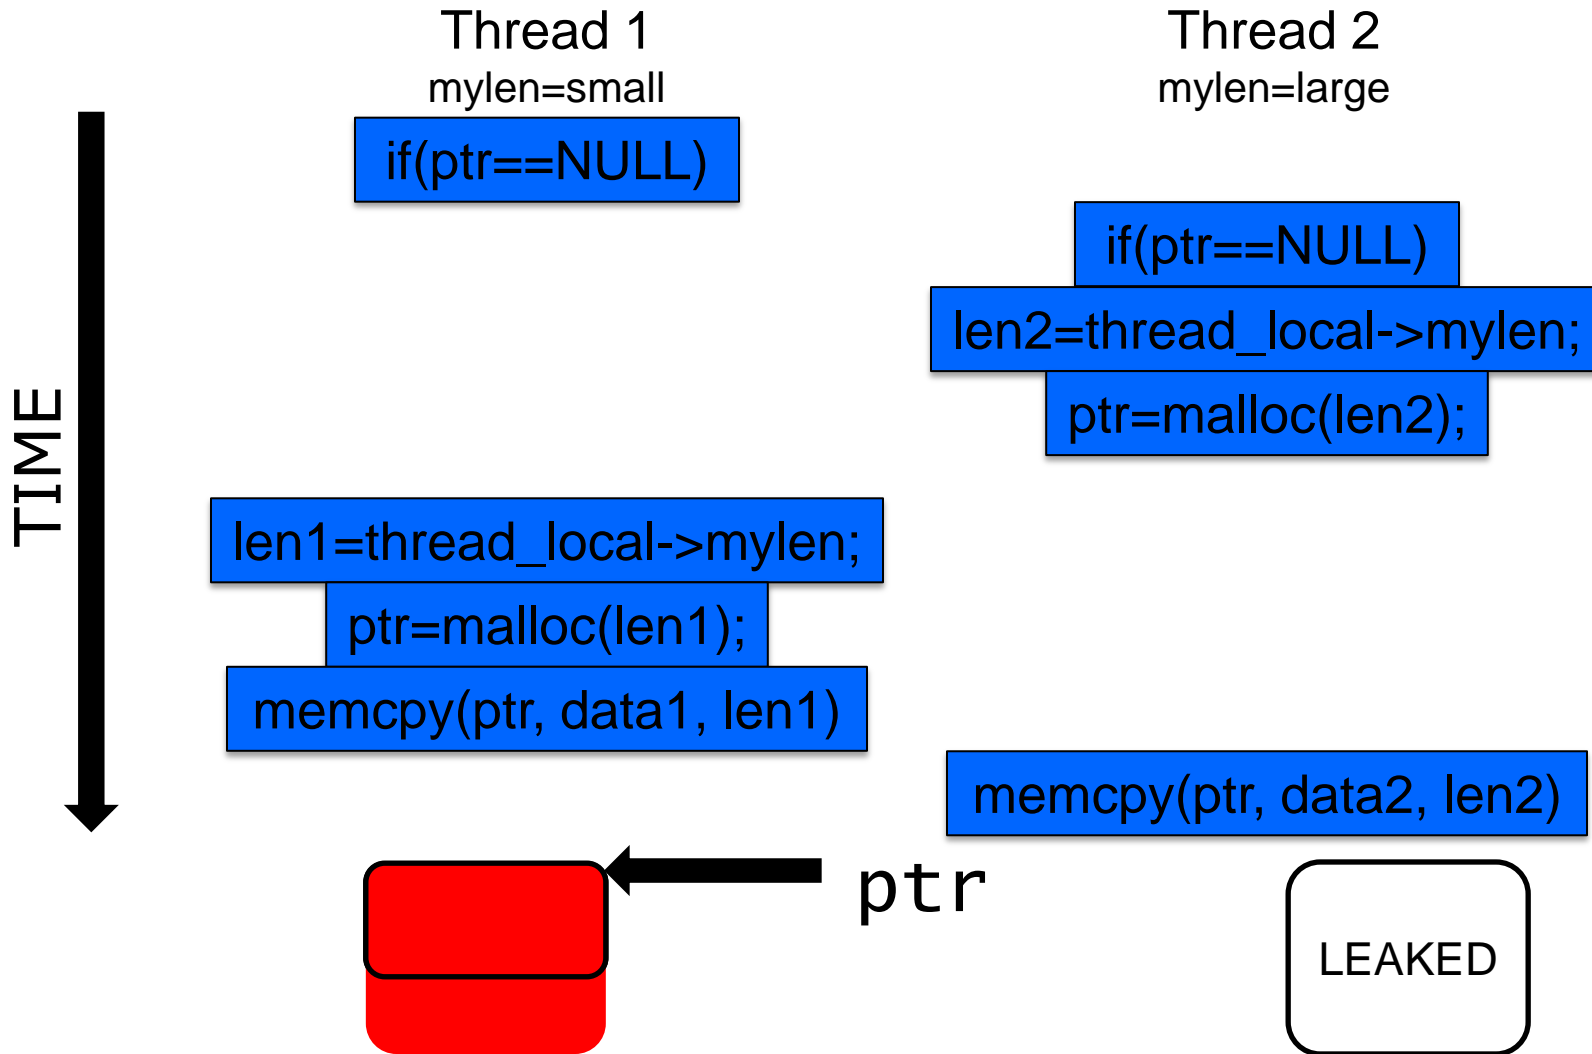 Thread 1
mylen=small
Thread 2
mylen=large
if(ptr==NULL)
if(ptr==NULL)
len2=thread_local->mylen;
ptr=malloc(len2);
TIME
len1=thread_local->mylen;
ptr=malloc(len1);
memcpy(ptr, data1, len1)
memcpy(ptr, data2, len2)
ptr
LEAKED